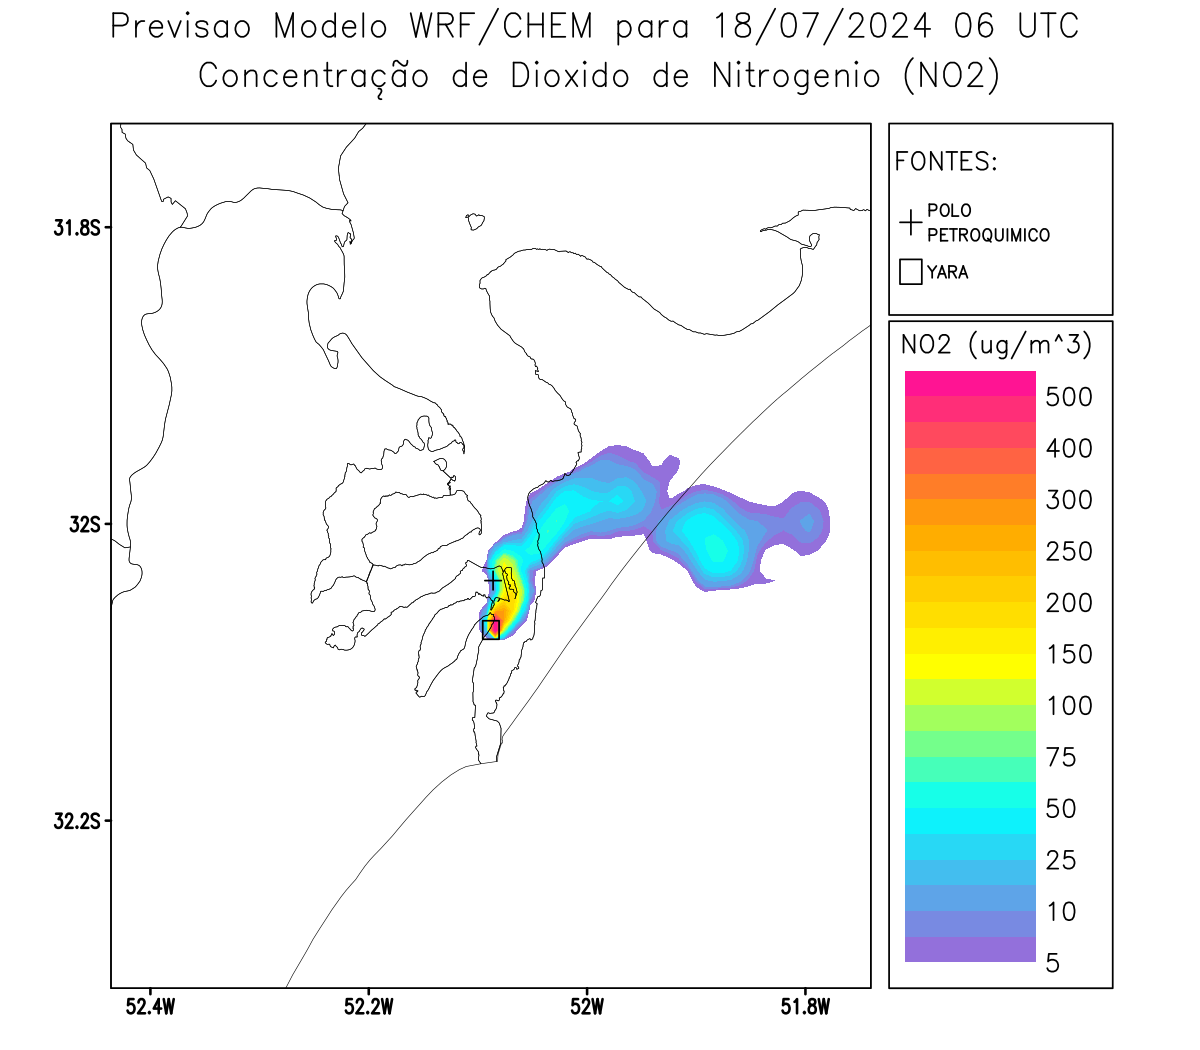 Previsao Modelo WRF/CHEM para 18/07/2024 06 UTC
Concentração de Dioxido de Nitrogenio (NO2)
FONTES:
POLO
PETROQUIMICO
YARA
31.8S
32S
32.2S
52.4W
52.2W
52W
51.8W
NO2 (ug/m^3)
500
400
300
250
200
150
100
75
50
25
10
5